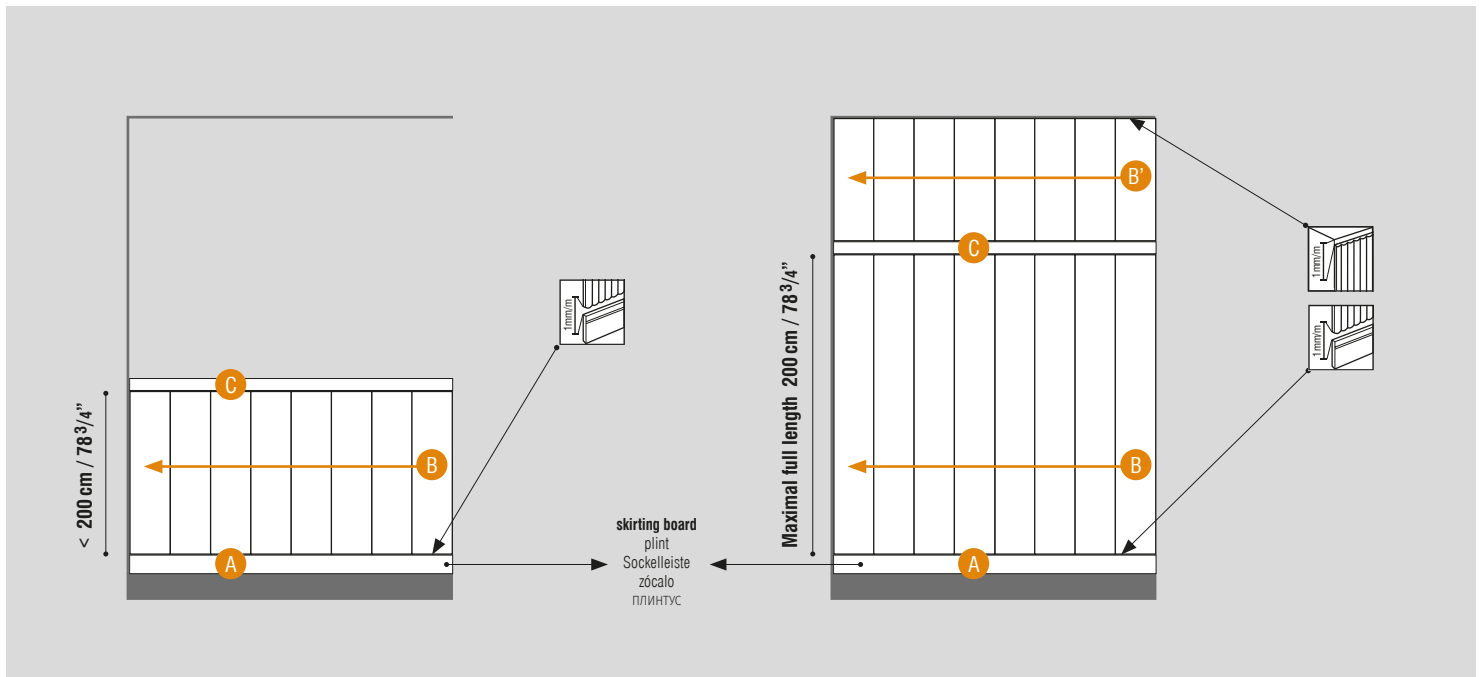 C
B
A
< 200 cm / 78 3/4”
1mm/m
skirting board
plint
Sockelleiste
zócalo
ПЛИНТУС
B’
C
B
A
Maximal full length 200 cm / 78 3/4”
1mm/m
1mm/m